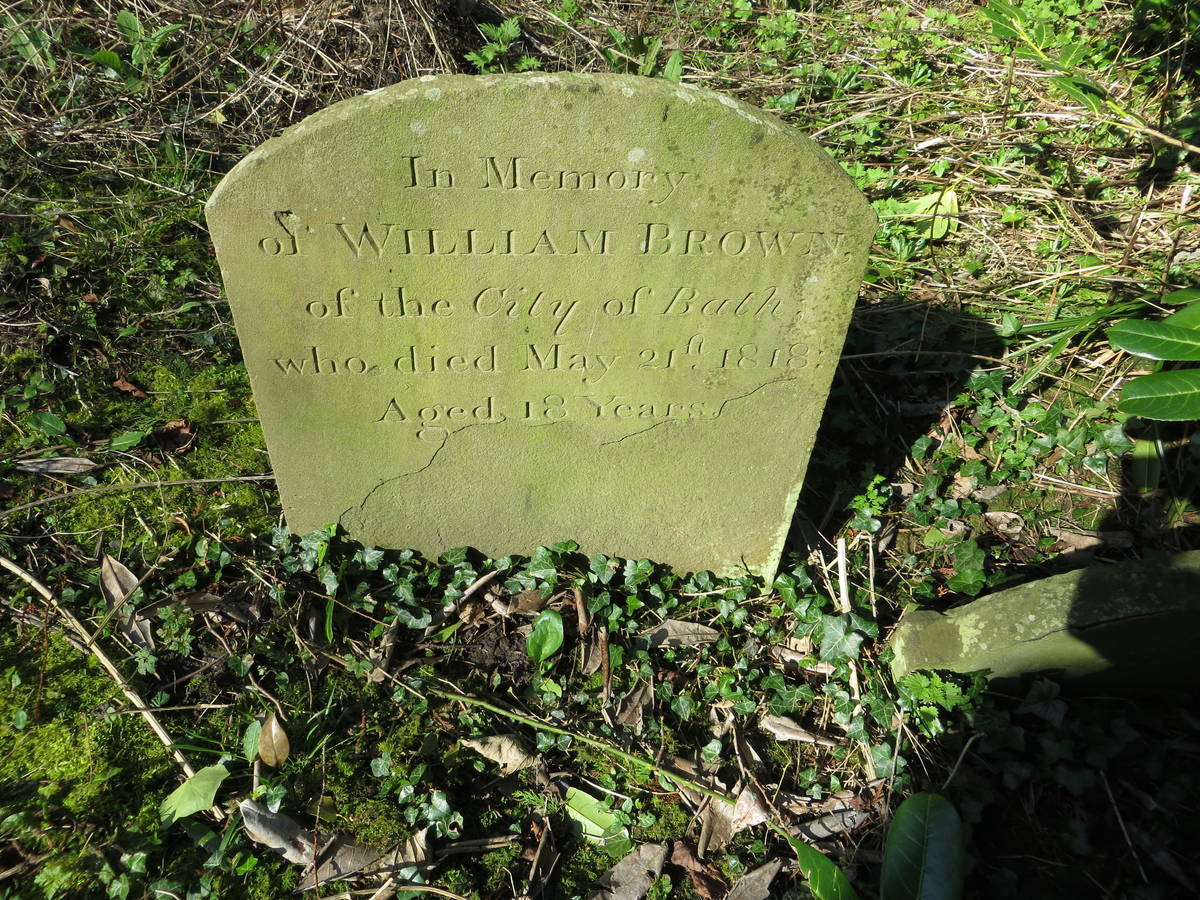 In Memory
of WILLIAM BROWN,
of the City of Bath,
who died May 21st. 1818:
Aged 18 Years.